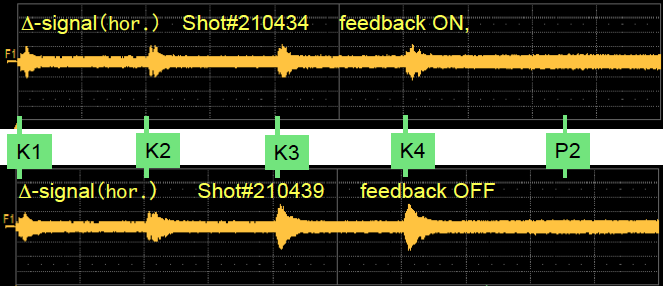 Δ-signal(hor.) Shot#210434 feedback ON,
F1
K1 K2 K3 K4 P2
Δ-signal(hor.) Shot#210439 feedback OFF
F1